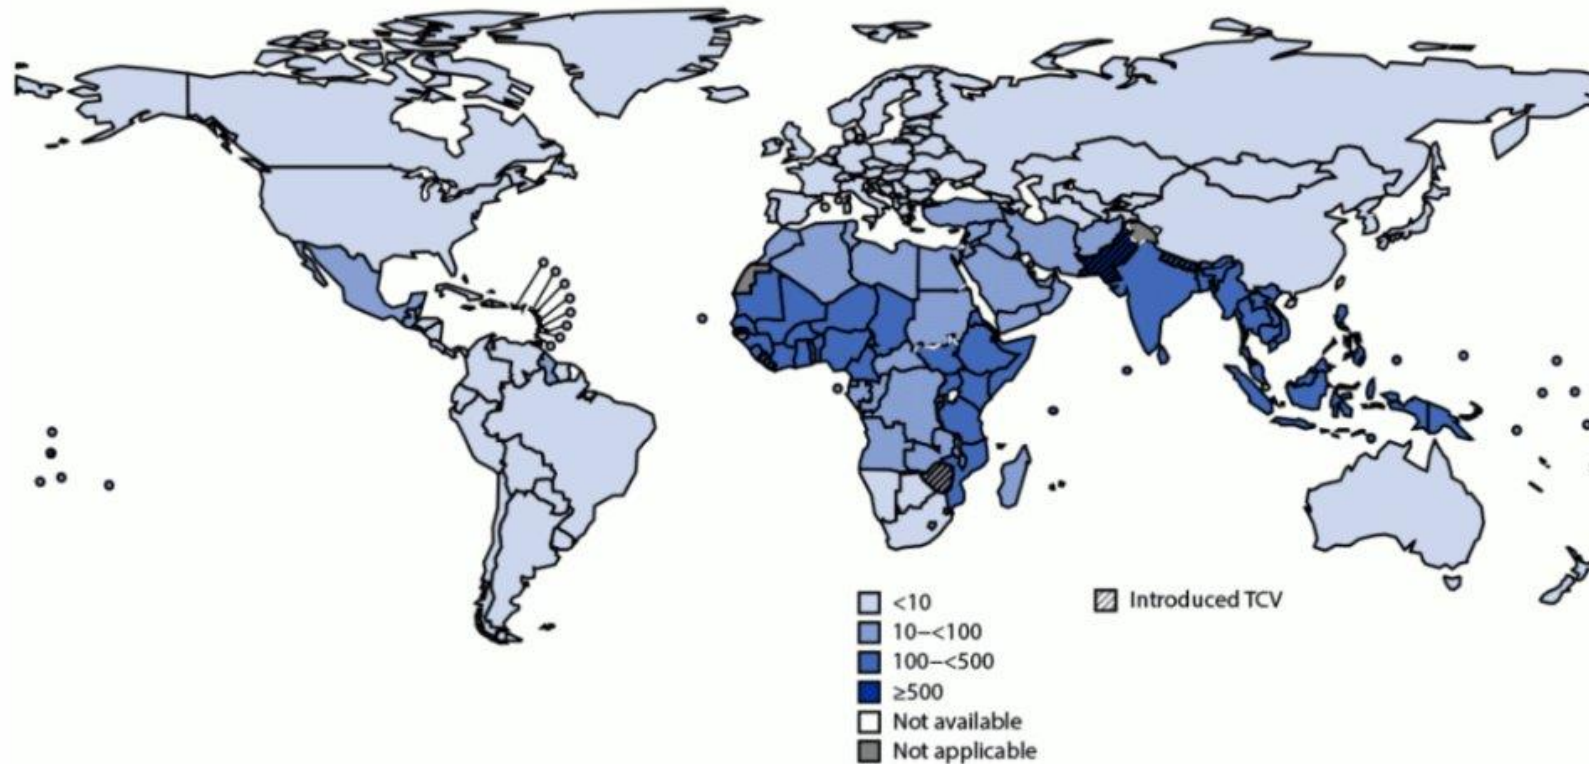 <10
10–<100
100–<500
≥500
Not available
Not applicable
Introduced TCV